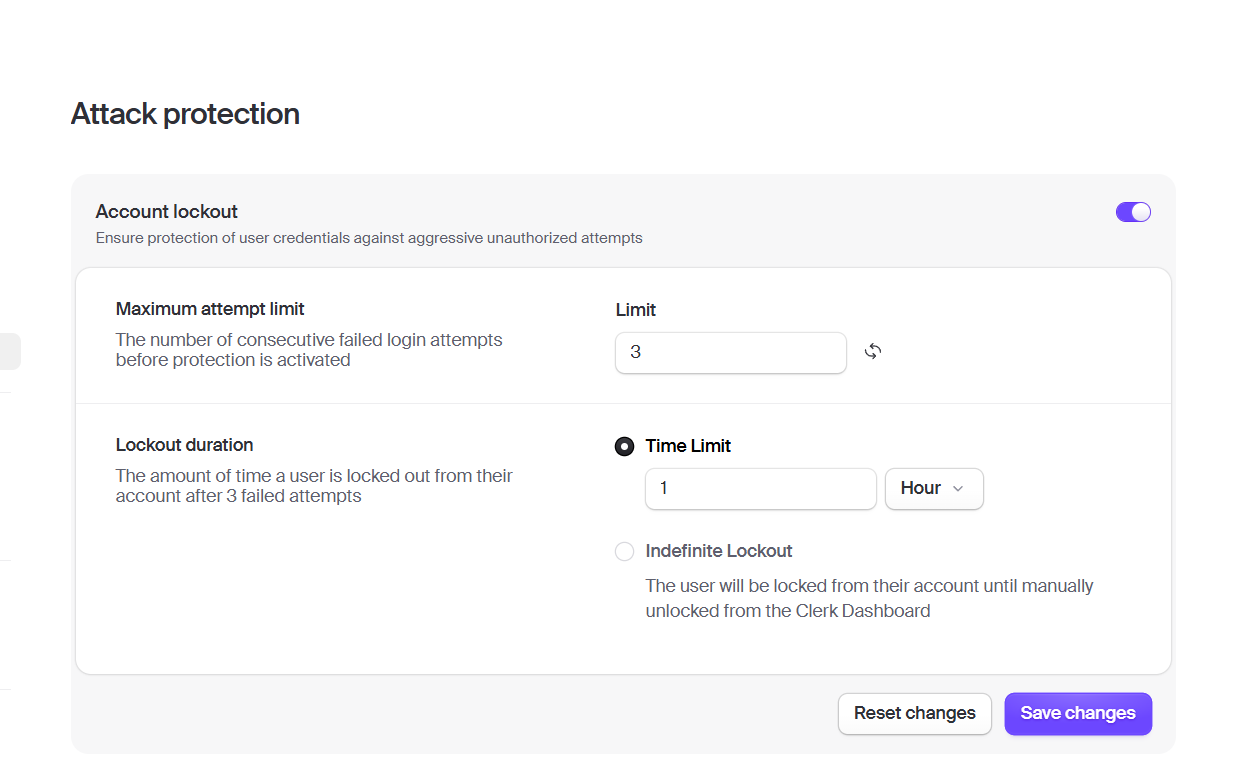 Attack protection
Account lockout
Ensure protection of user credentials against aggressive unauthorized attempts
Maximum attempt limit
The number of consecutive failed login attempts
before protection is activated
Limit
3
Lockout duration
The amount of time a user is locked out from their
account after 3 failed attempts
Time Limit
1
Hour
Indefinite Lockout
The user will be locked from their account until manually
unlocked from the Clerk Dashboard
Reset changes
Save changes